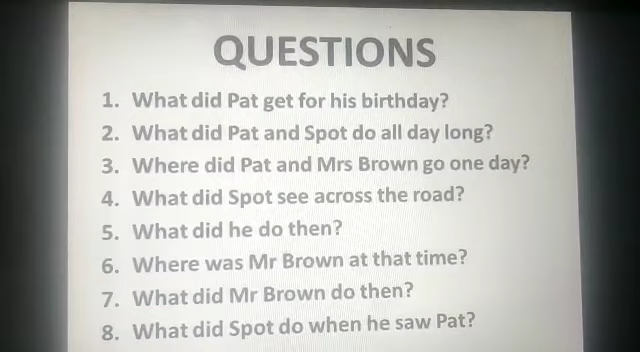 QUESTIONS
1. What did Pat get for his birthday?
2. What did Pat and Spot do all day long?
3. Where did Pat and Mrs Brown go one day?
4. What did Spot see across the road?
5. What did he do then?
6. Where was Mr Brown at that time?
7. What did Mr Brown do then?
8. What did Spot do when he saw Pat?